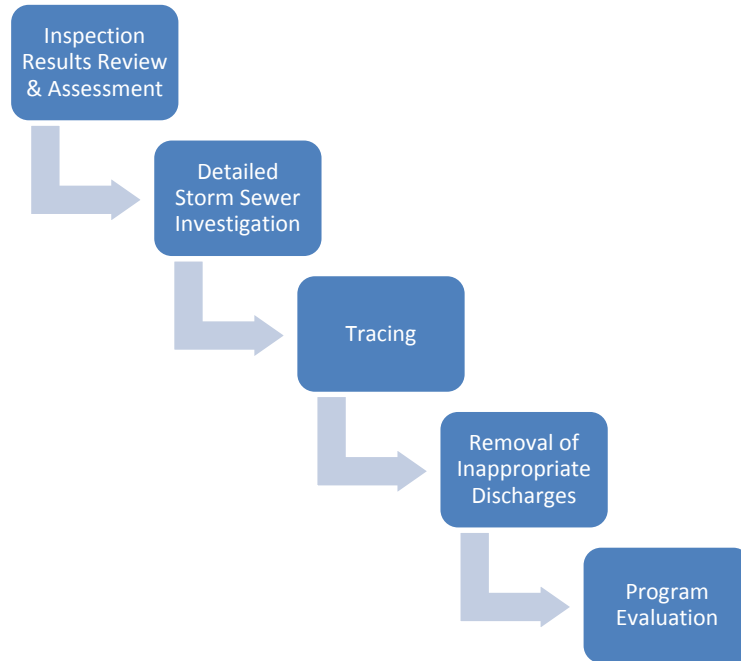 Inspection
Results Review
& Assessment
Detailed
Storm Sewer
Investigation
Tracing
Removal of
Inappropriate
Discharges
Program
Evaluation